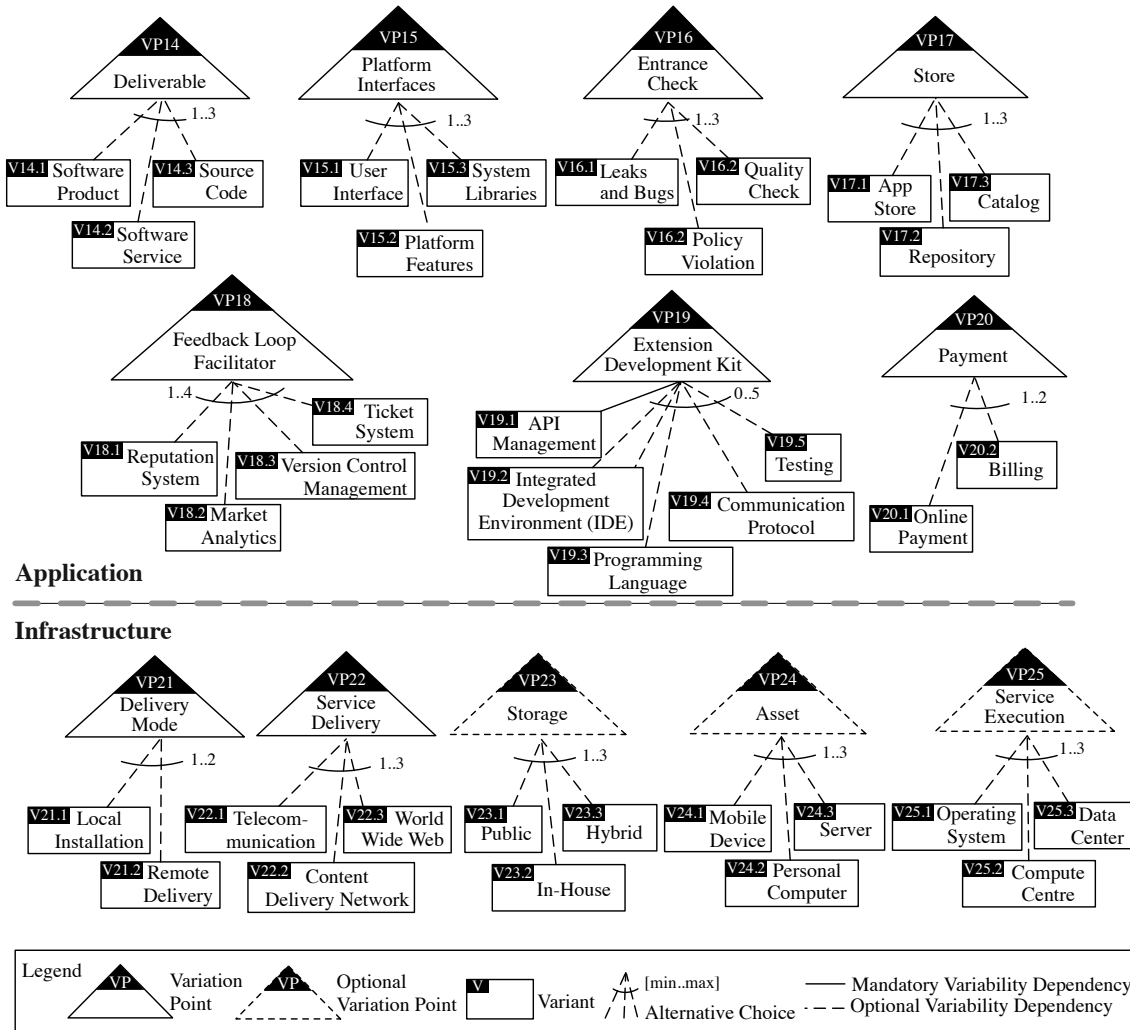 VP14
Deliverable
1..3
V14.1 Software
Product
V14.3 Source
Code
V14.2 Software
Service
VP15
Platform
Interfaces
1..3
V15.1 User
Interface
V15.3 System
Libraries
V15.2 Platform
Features
VP16
Entrance
Check
1..3
V16.1 Leaks
and Bugs
V16.2 Quality
Check
V16.2 Policy
Violation
VP17
Store
1..3
V17.1 App
Store
V17.3
Catalog
V17.2
Repository
VP18
Feedback Loop
Facilitator
1..4
V18.4 Ticket
System
V18.1 Reputation
System
V18.3 Version Control
Management
V18.2 Market
Analytics
VP19
Extension
Development Kit
0..5
V19.1 API
Management
V19.5
Testing
V19.2 Integrated
Development
Environment (IDE)
V19.4 Communication
Protocol
V19.3 Programming
Language
VP20
Payment
1..2
V20.2
Billing
V20.1 Online
Payment
Application
Infrastructure
VP21
Delivery
Mode
1..2
V21.1 Local
Installation
V21.2 Remote
Delivery
VP22
Service
Delivery
1..3
V22.1 Telecom-
munication
V22.3 World
Wide Web
V22.2 Content
Delivery Network
VP23
Storage
1..3
V23.1
Public
V23.3
Hybrid
V23.2
In-House
VP24
Asset
1..3
V24.1 Mobile
Device
V24.3
Server
V24.2 Personal
Computer
VP25
Service
Execution
1..3
V25.1 Operating
System
V25.3 Data
Center
V25.2 Compute
Centre
Legend
VP
Variation
Point
VP
Optional
Variation Point
V
Variant
[min..max]
Alternative Choice
Mandatory Variability Dependency
Optional Variability Dependency